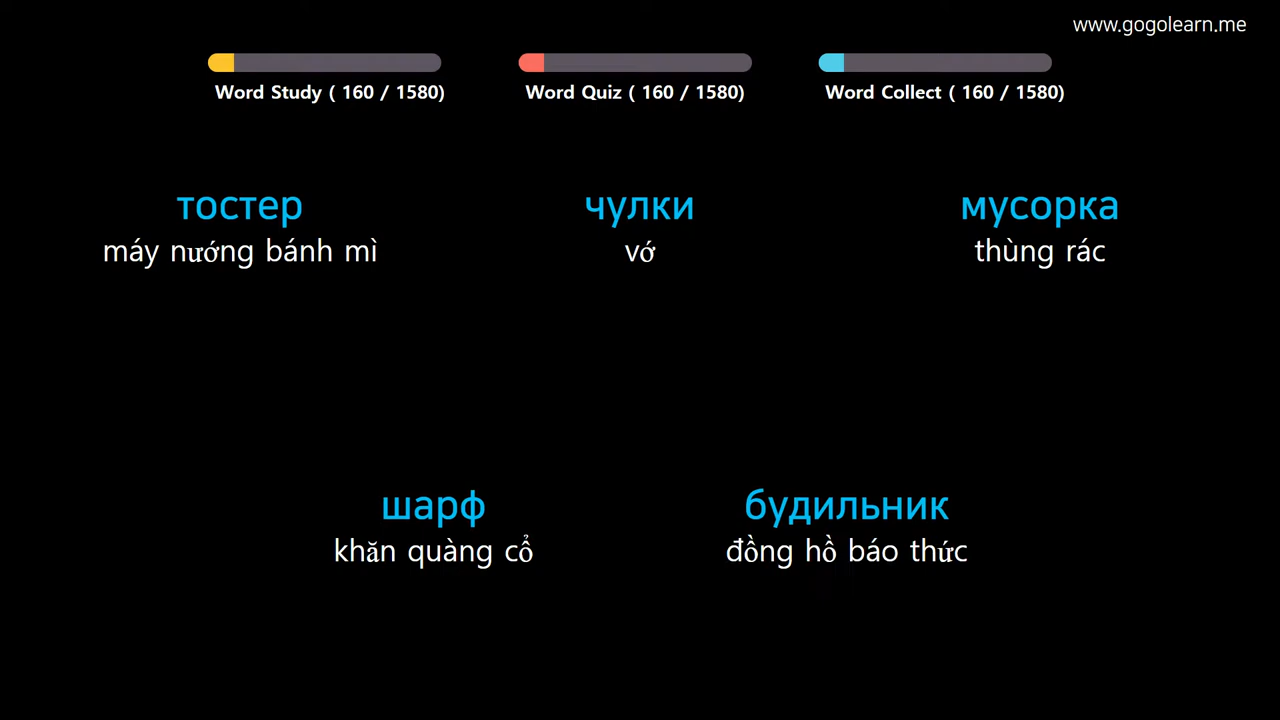 www.gogolearn.me
Word Study ( 160 / 1580)
Word Quiz ( 160 / 1580)
Word Collect ( 160 / 1580)
тостер
máy nướng bánh mì
чулки
vớ
мусорка
thùng rác
шарф
khăn quàng cổ
будильник
đồng hồ báo thức